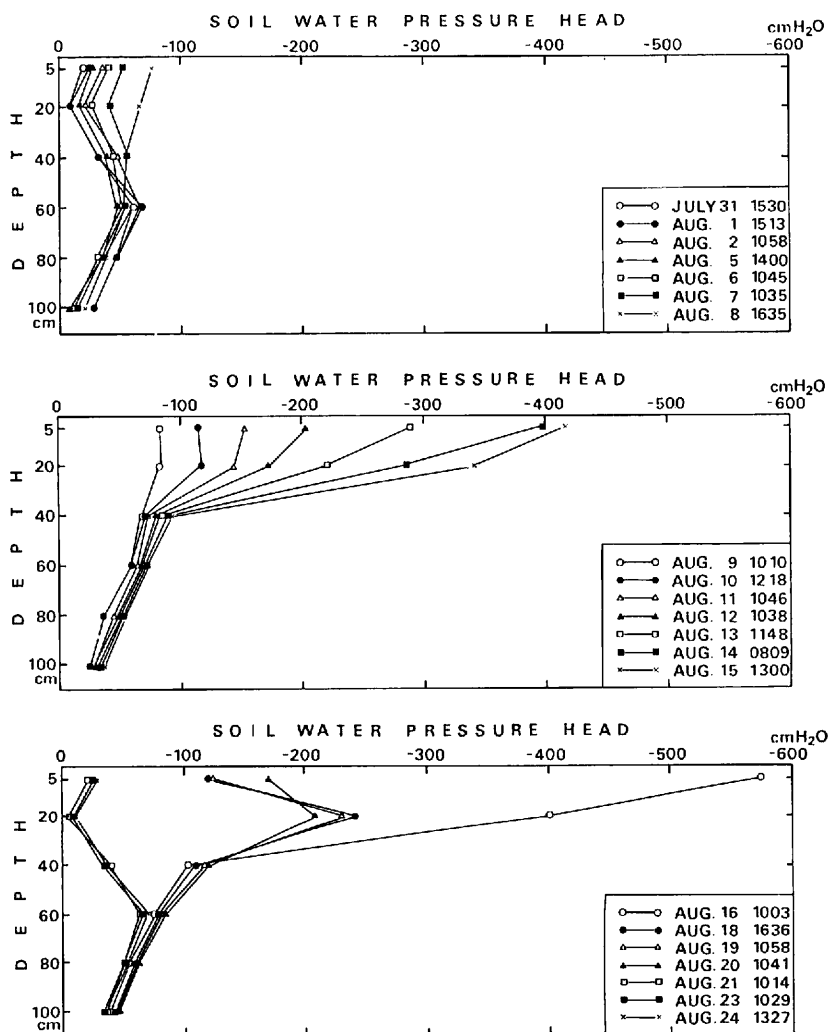 SOIL WATER PRESSURE HEAD
cmH₂O
0 -100 -200 -300 -400 -500 -600
5
20
40
60
80
100
cm
DEPTH
JULY 31 1530
AUG. 1 1513
AUG. 2 1058
AUG. 5 1400
AUG. 6 1045
AUG. 7 1035
AUG. 8 1635
SOIL WATER PRESSURE HEAD
cmH₂O
0 -100 -200 -300 -400 -500 -600
5
20
40
60
80
100
cm
DEPTH
AUG. 9 1010
AUG. 10 1218
AUG. 11 1046
AUG. 12 1038
AUG. 13 1148
AUG. 14 0809
AUG. 15 1300
SOIL WATER PRESSURE HEAD
cmH₂O
0 -100 -200 -300 -400 -500 -600
5
20
40
60
80
100
cm
DEPTH
AUG. 16 1003
AUG. 18 1636
AUG. 19 1058
AUG. 20 1041
AUG. 21 1014
AUG. 23 1029
AUG. 24 1327